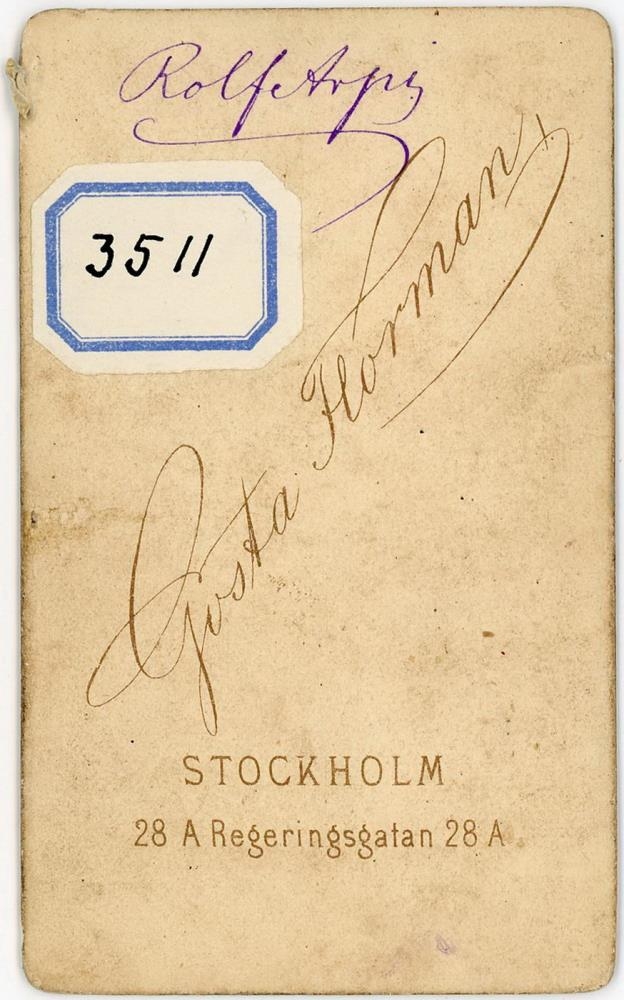 Rolf Arpi
3511
Gösta Florman
STOCKHOLM
28 A Regeringsgatan 28 A